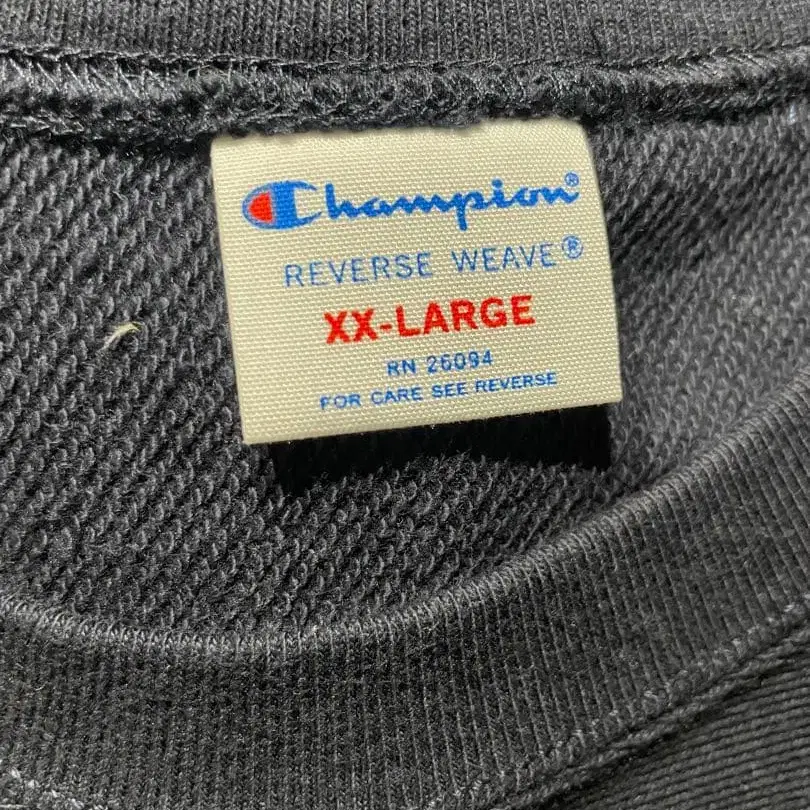 Champion®
REVERSE WEAVE®
XX-LARGE
RN 26094
FOR CARE SEE REVERSE